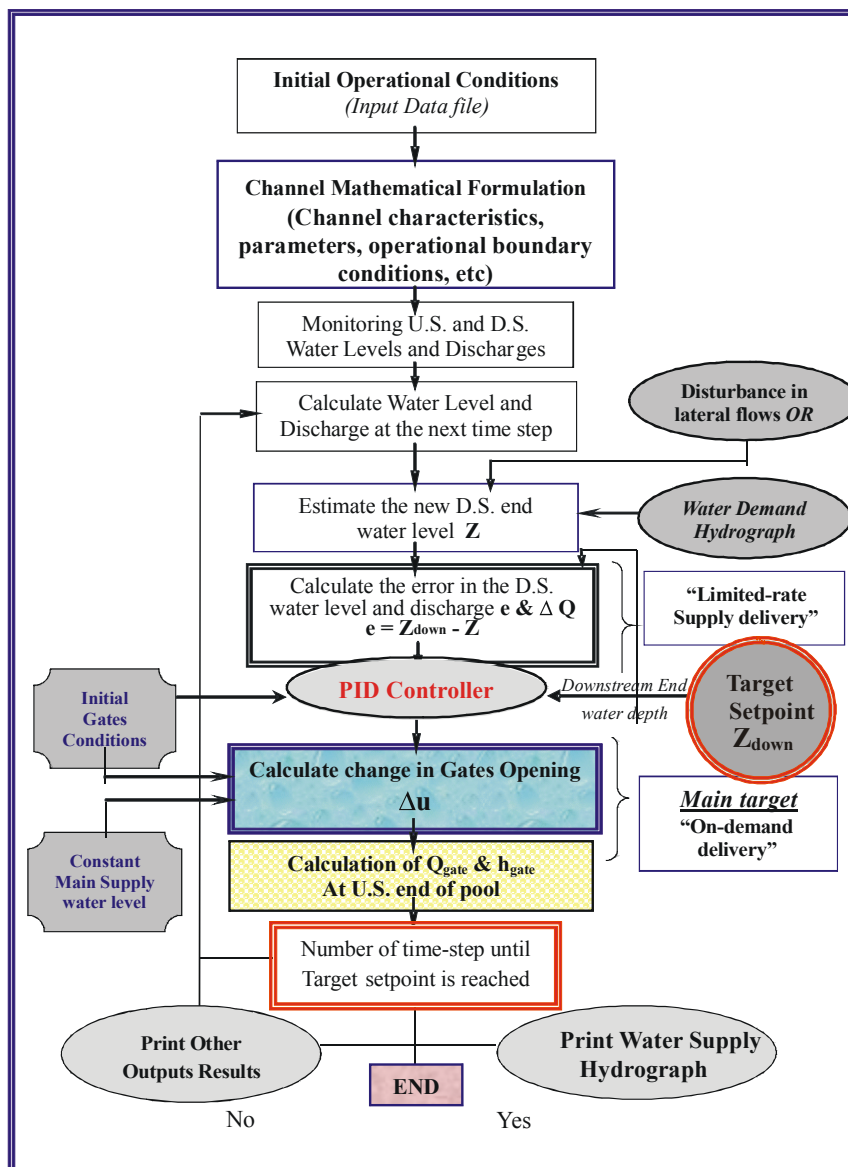 Initial Operational Conditions
(Input Data file)
Channel Mathematical Formulation
(Channel characteristics,
parameters, operational boundary
conditions, etc)
Monitoring U.S. and D.S.
Water Levels and Discharges
Disturbance in
lateral flows OR
Calculate Water Level and
Discharge at the next time step
Estimate the new D.S. end
water level Z
Water Demand
Hydrograph
Calculate the error in the D.S.
water level and discharge e & Δ Q
e = Zdown - Z
“Limited-rate
Supply delivery”
PID Controller
Downstream End
water depth
Target
Setpoint
Zdown
Initial
Gates
Conditions
Calculate change in Gates Opening
Δu
Main target
“On-demand
delivery”
Constant
Main Supply
water level
Calculation of Qgate & hgate
At U.S. end of pool
Number of time-step until
Target setpoint is reached
Print Other
Outputs Results
Print Water Supply
Hydrograph
END
No
Yes